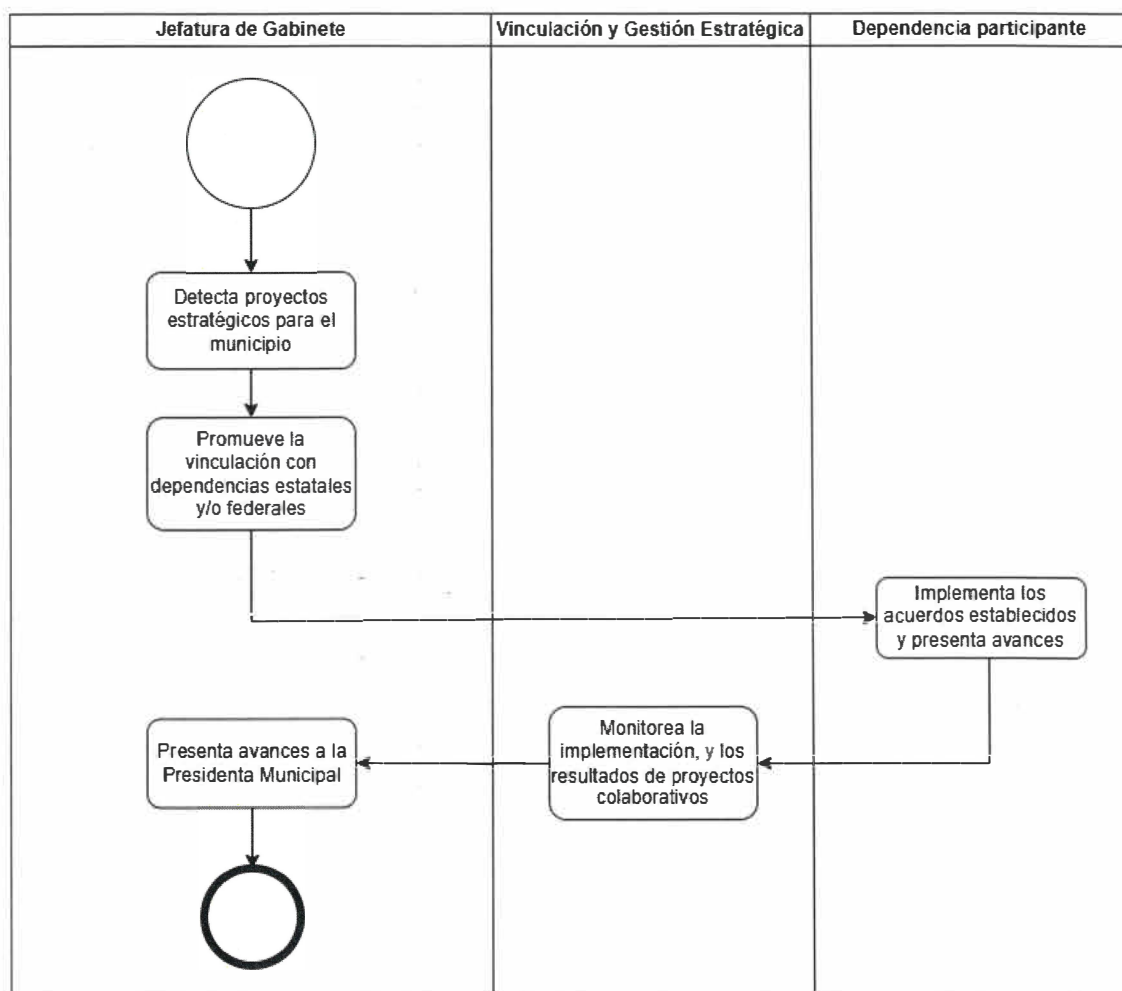 Jefatura de Gabinete
Vinculación y Gestión Estratégica
Dependencia participante
Detecta proyectos
estratégicos para el
municipio
Promueve la
vinculación con
dependencias estatales
y/o federales
Implementa los
acuerdos establecidos
y presenta avances
Monitorea la
implementación, y los
resultados de proyectos
colaborativos
Presenta avances a la
Presidenta Municipal